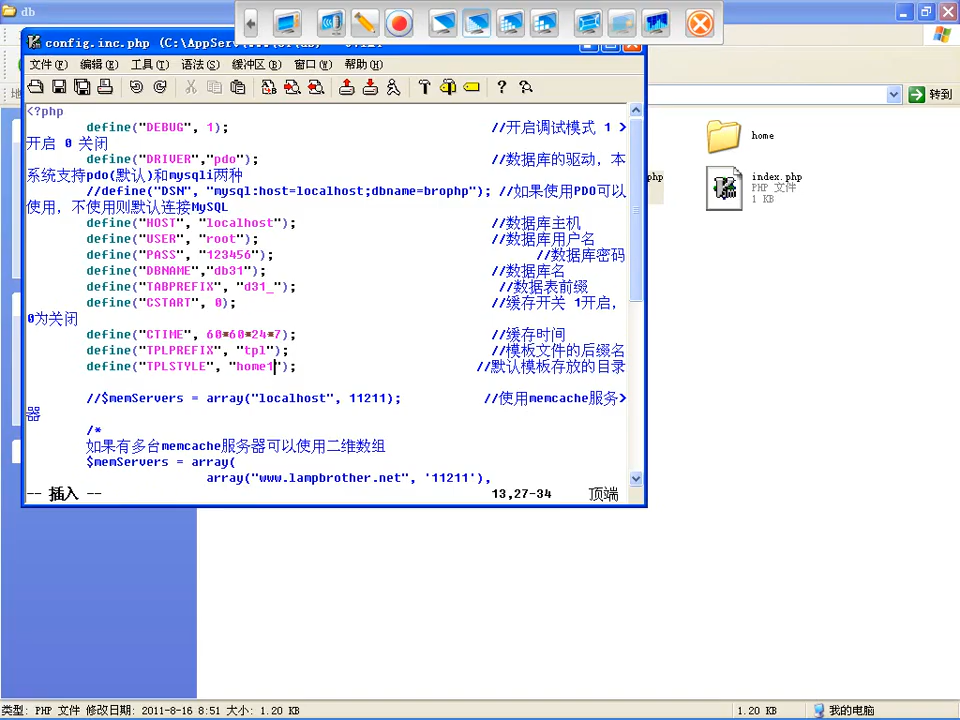 db
config.inc.php (C:\AppServ
文件(F) 编辑(E) 工具(T) 语法(S) 缓冲区(B) 窗口(W) 帮助(H)
转到
<?php
define("DEBUG", 1); //开启调试模式 1 >
开启 0 关闭
define("DRIVER","pdo"); //数据库的驱动，本
系统支持pdo(默认)和mysqli两种
//define("DSN", "mysql:host=localhost;dbname=brophp"); //如果使用PDO可以
使用，不使用则默认连接MySQL
define("HOST", "localhost"); //数据库主机
define("USER", "root"); //数据库用户名
define("PASS", "123456"); //数据库密码
define("DBNAME","db31"); //数据库名
define("TABPREFIX", "d31_"); //数据表前缀
define("CSTART", 0); //缓存开关 1开启，
0为关闭
define("CTIME", 60*60*24*7); //缓存时间
define("TPLPREFIX", "tpl"); //模板文件的后缀名
define("TPLSTYLE", "home1"); //默认模板存放的目录
//$memServers = array("localhost", 11211); //使用memcache服务>
器
/*
如果有多台memcache服务器可以使用二维数组
$memServers = array(
array("www.lampbrother.net", '11211'),
-- 插入 -- 13,27-34 顶端
home
php
index.php
PHP 文件
1 KB
类型: PHP 文件 修改日期: 2011-8-16 8:51 大小: 1.20 KB 1.20 KB 我的电脑